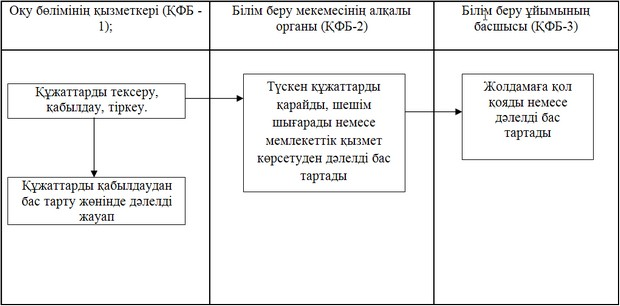 Оқу бөлімінің қызметкері (ҚФБ -
1);
Білім беру мекемесінің алқалы
органы (ҚФБ-2)
Білім беру ұйымының
басшысы (ҚФБ-3)
Құжаттарды тексеру,
қабылдау, тіркеу.
Құжаттарды қабылдаудан
бас тарту жөнінде дәлелді
жауап
Түскен құжаттарды
қарайды, шешім
шығарады немесе
мемлекеттік қызмет
көрсетуден дәлелді бас
тартады
Жолдамаға қол
қояды немесе
дәлелді бас
тартады